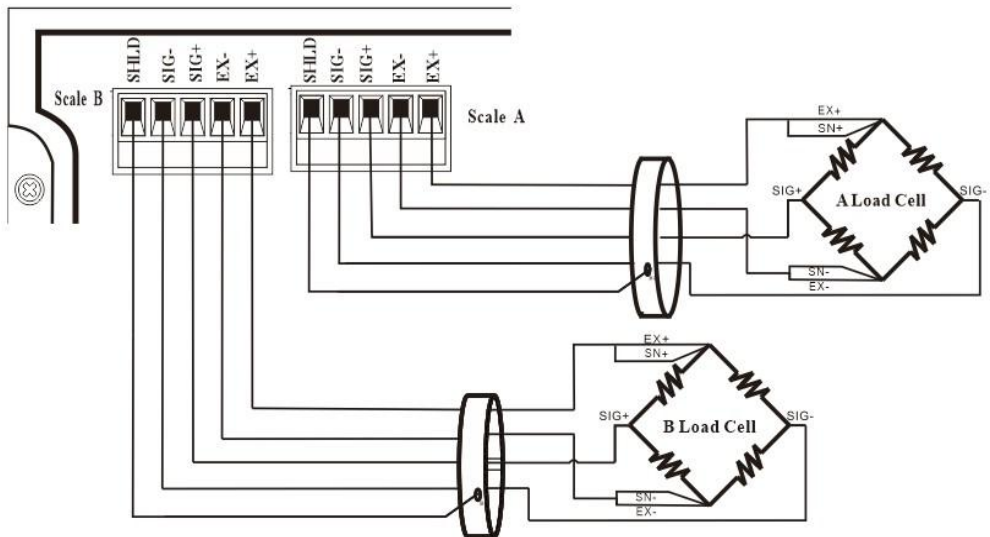 SHLD
SIG-
SIG+
EX-
EX+
SHLD
SIG-
SIG+
EX-
EX+
Scale B
Scale A
EX+
SN+
SIG+
SIG-
A Load Cell
SN-
EX-
EX+
SN+
SIG+
SIG-
B Load Cell
SN-
EX-